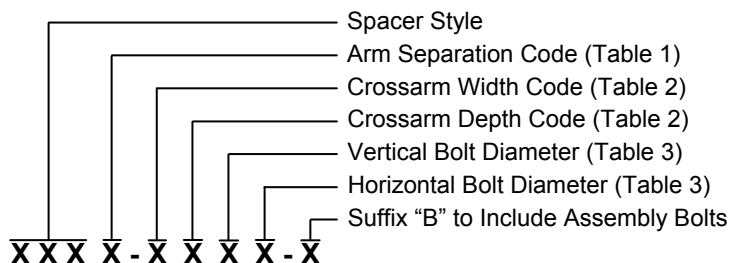 Spacer Style
Arm Separation Code (Table 1)
Crossarm Width Code (Table 2)
Crossarm Depth Code (Table 2)
Vertical Bolt Diameter (Table 3)
Horizontal Bolt Diameter (Table 3)
Suffix “B” to Include Assembly Bolts
X X X X - X X X X - X